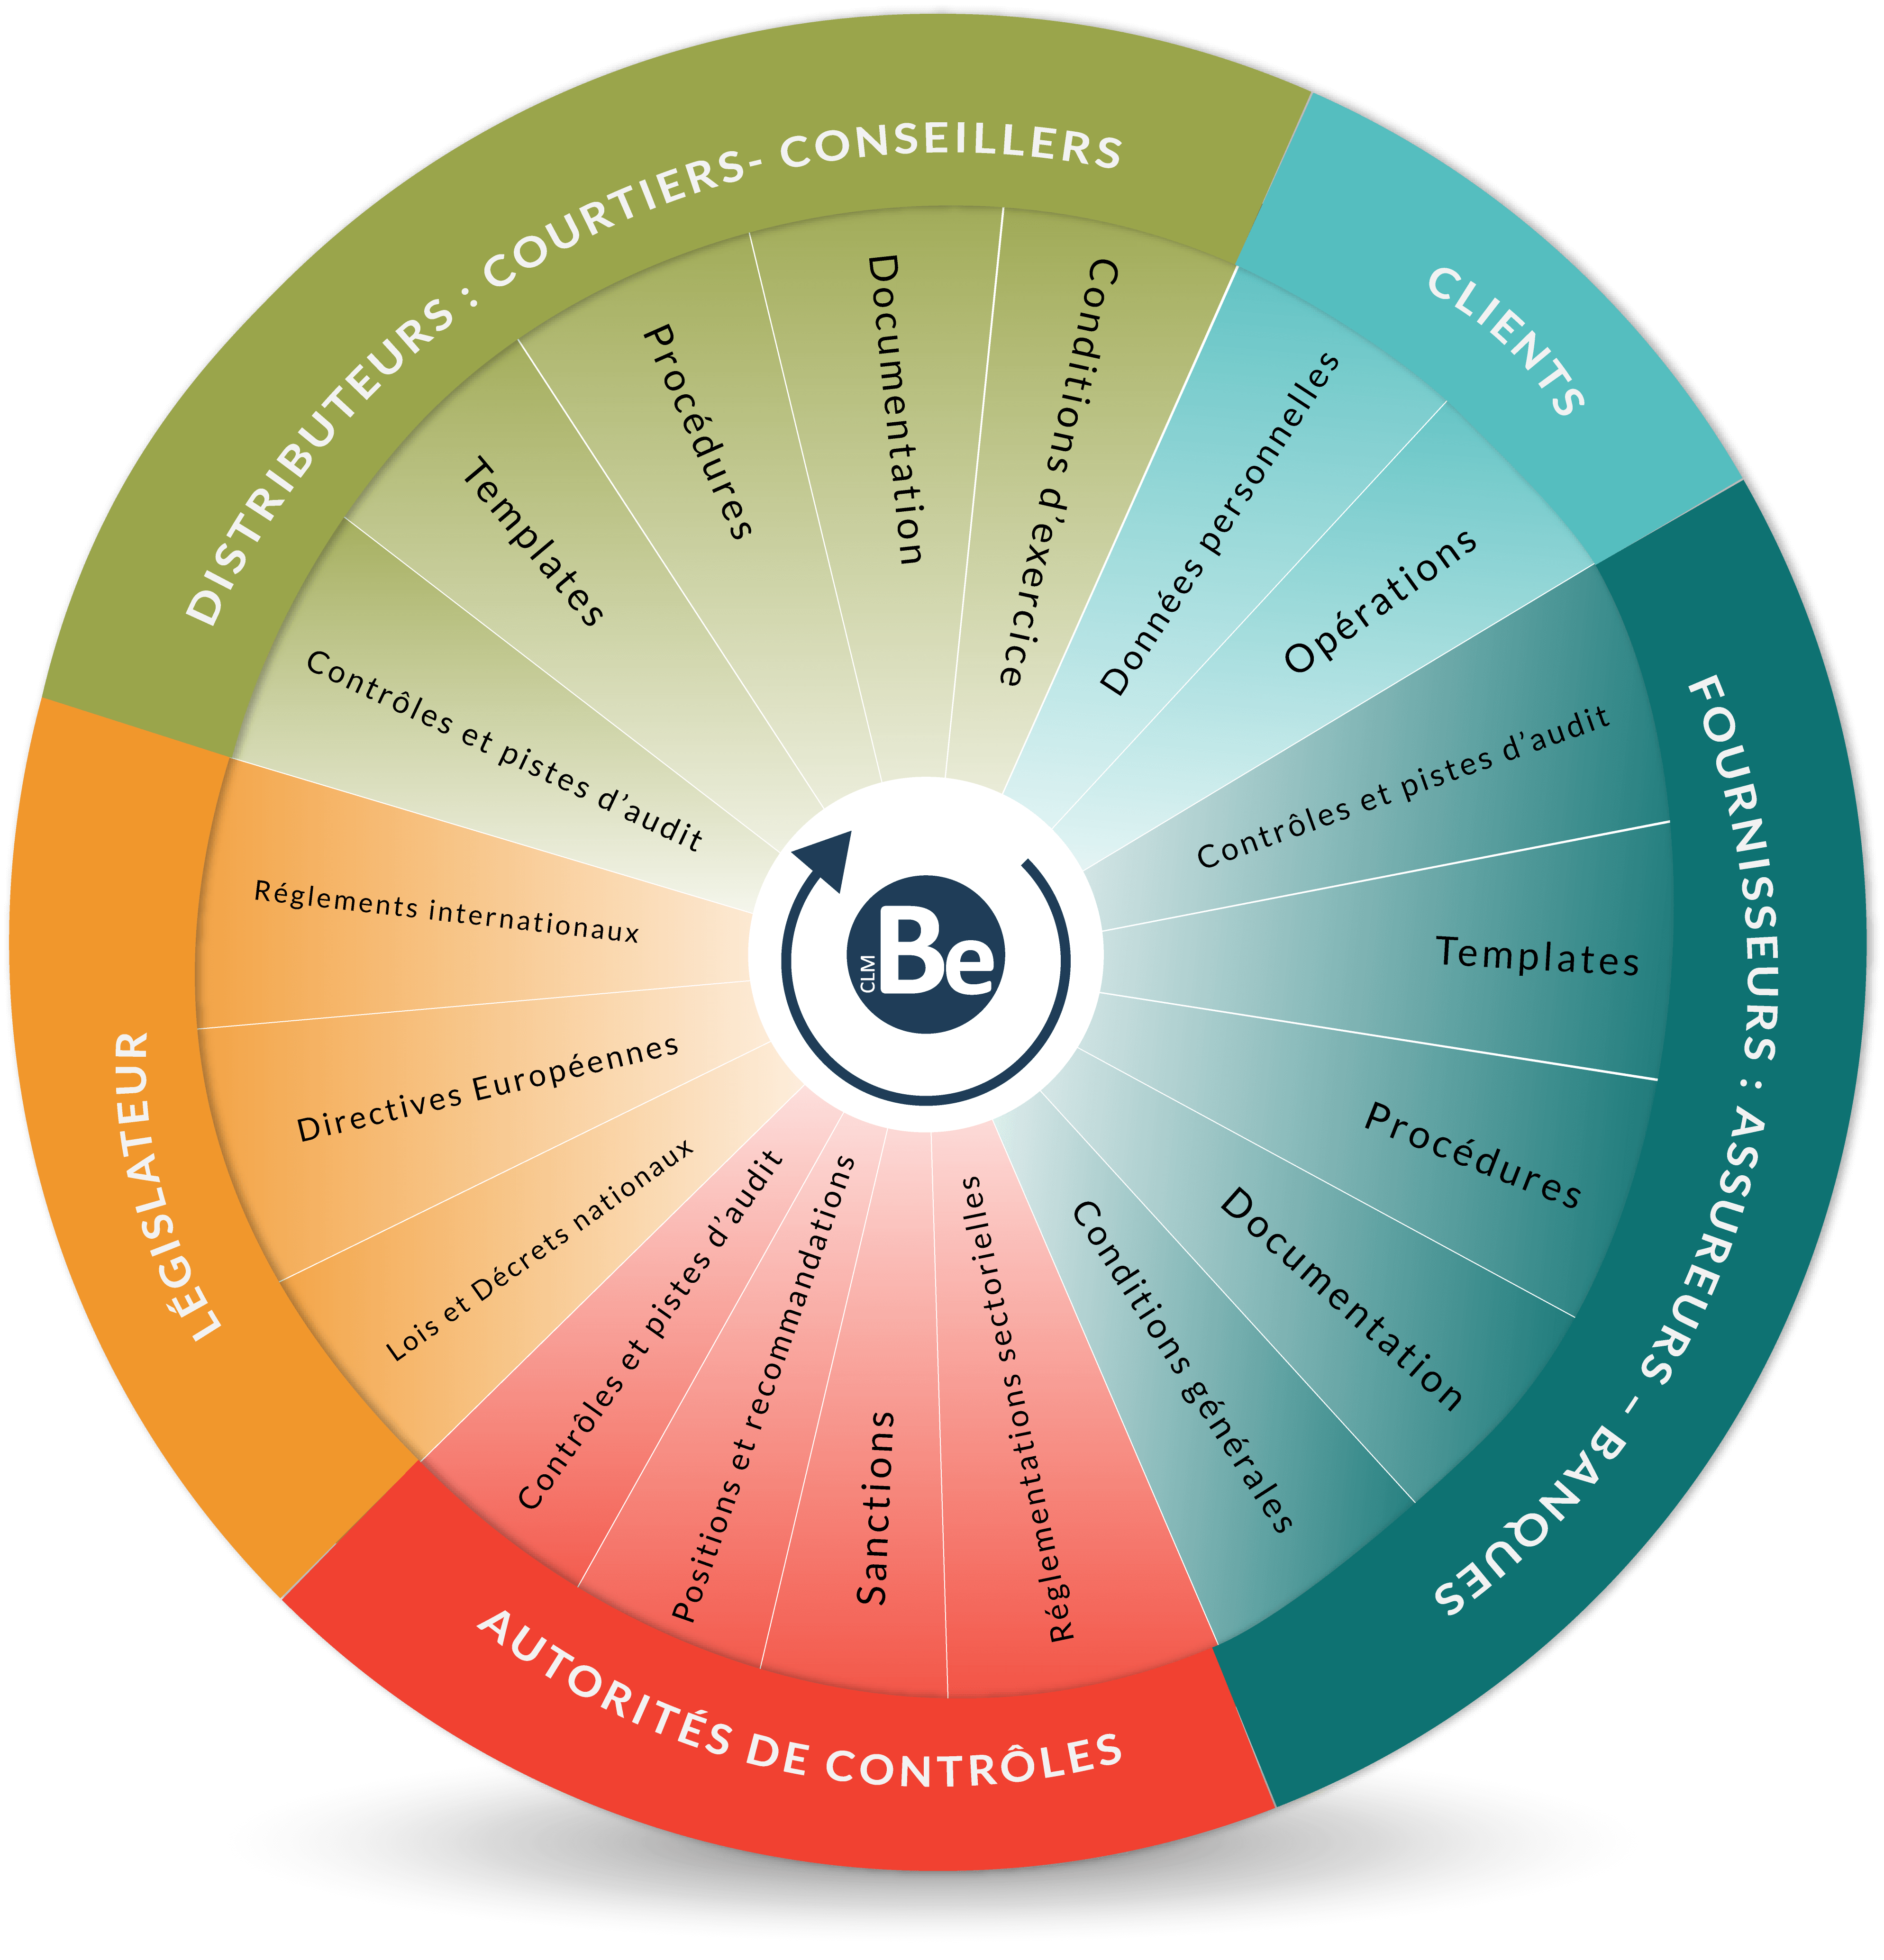 DISTRIBUTEURS : COURTIERS- CONSEILLERS
Contrôles et pistes d'audit
Templates
Procédures
Documentation
Conditions d'exercice
CLIENTS
Données personnelles
Opérations
FOURNISSEURS : ASSUREURS - BANQUES
Contrôles et pistes d'audit
Templates
Procédures
Documentation
Conditions générales
AUTORITÉS DE CONTRÔLES
Réglementations sectorielles
Sanctions
Positions et recommandations
Contrôles et pistes d'audit
LÉGISLATEUR
Lois et Décrets nationaux
Directives Européennes
Réglements internationaux
CLM
Be